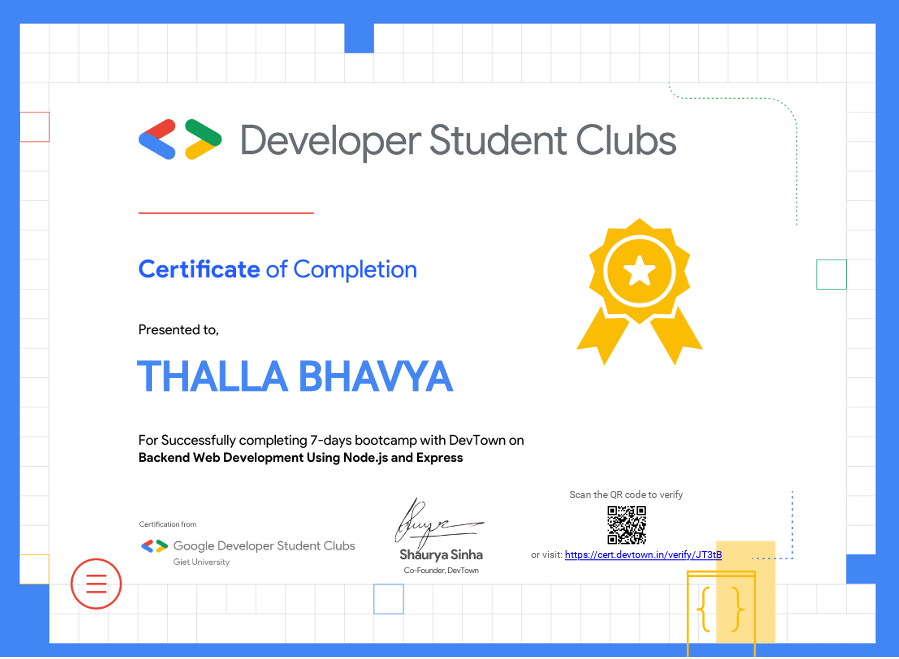 Developer Student Clubs
Certificate of Completion
Presented to,
THALLA BHAVYA
For Successfully completing 7-days bootcamp with DevTown on
Backend Web Development Using Node.js and Express
Certification from
Google Developer Student Clubs
Giet University
Shaurya Sinha
Co-Founder, DevTown
Scan the QR code to verify
or visit: https://cert.devtown.in/verify/JT3tB
{ }